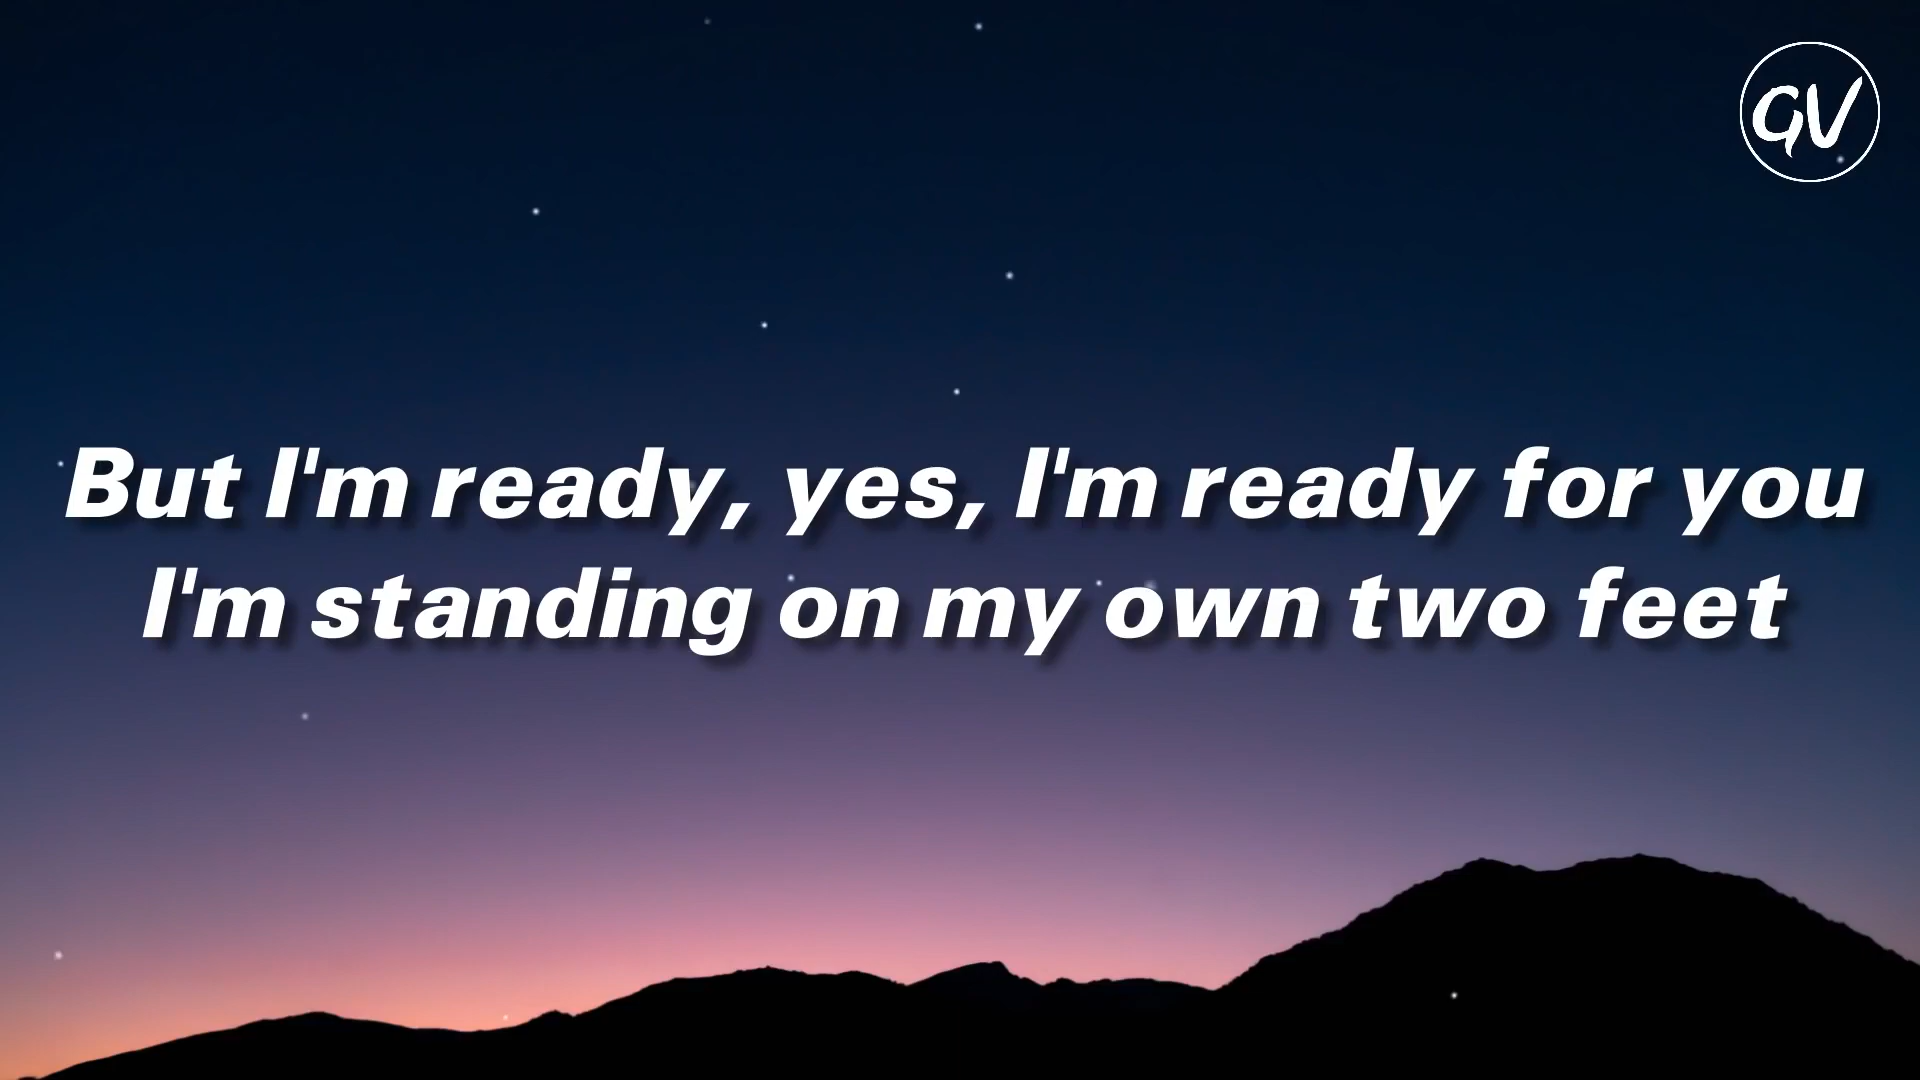 GV
But I'm ready, yes, I'm ready for you
I'm standing on my own two feet